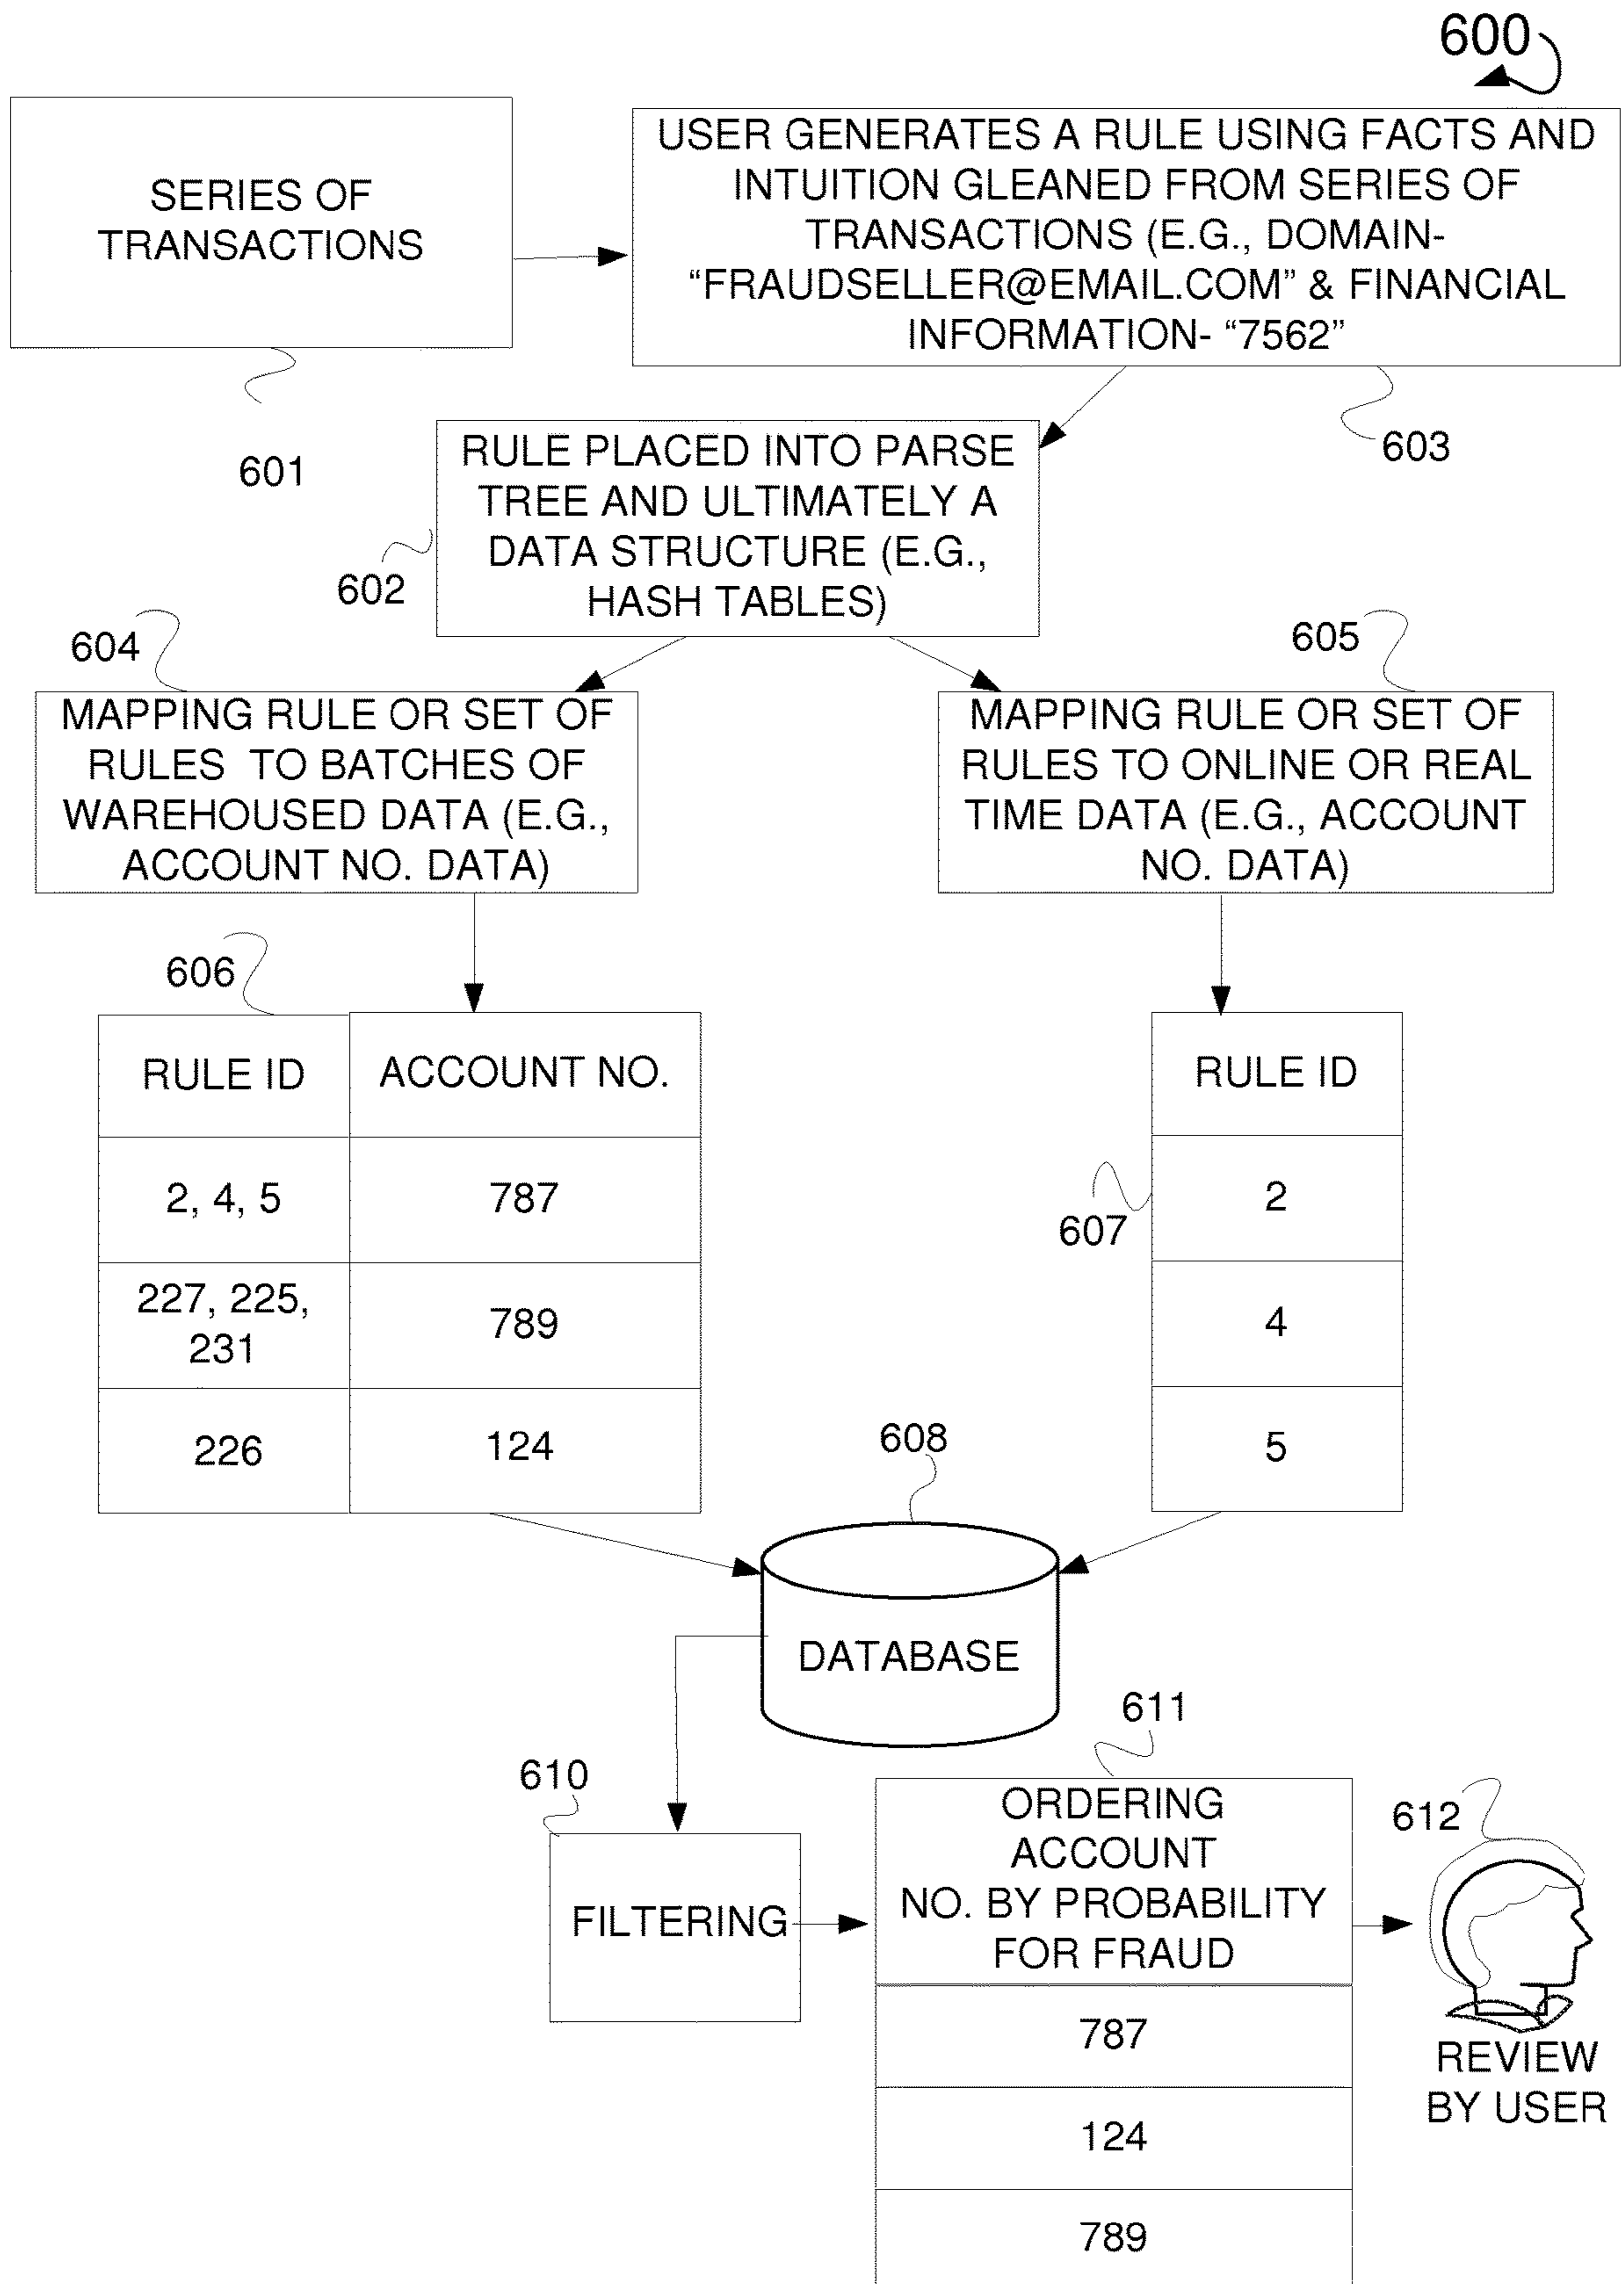 600
SERIES OF
TRANSACTIONS
USER GENERATES A RULE USING FACTS AND
INTUITION GLEANED FROM SERIES OF
TRANSACTIONS (E.G., DOMAIN-
“FRAUDSELLER@EMAIL.COM” & FINANCIAL
INFORMATION- “7562”
601
603
RULE PLACED INTO PARSE
TREE AND ULTIMATELY A
DATA STRUCTURE (E.G.,
HASH TABLES)
602
604
605
MAPPING RULE OR SET OF
RULES TO BATCHES OF
WAREHOUSED DATA (E.G.,
ACCOUNT NO. DATA)
MAPPING RULE OR SET OF
RULES TO ONLINE OR REAL
TIME DATA (E.G., ACCOUNT
NO. DATA)
606
RULE ID
ACCOUNT NO.
2, 4, 5
787
227, 225,
231
789
226
124
RULE ID
607
2
4
5
608
DATABASE
610
FILTERING
611
ORDERING
ACCOUNT
NO. BY PROBABILITY
FOR FRAUD
787
124
789
612
REVIEW
BY USER